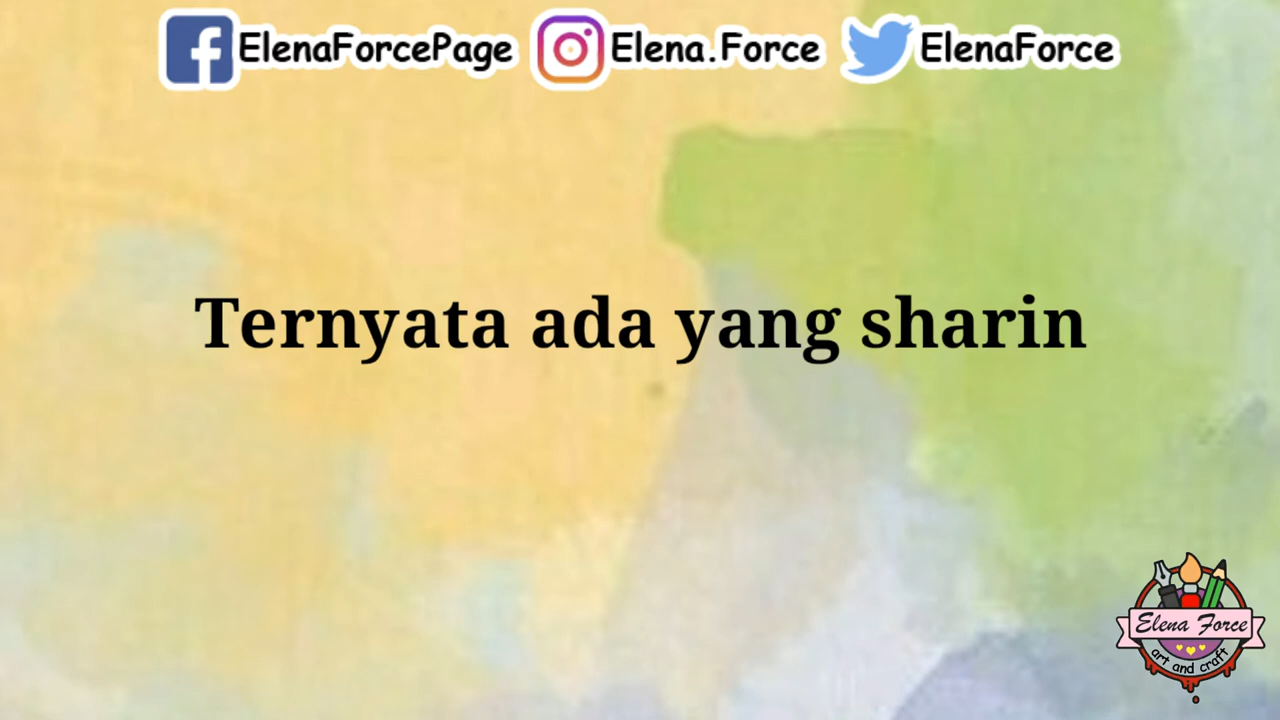 ElenaForcePage Elena.Force ElenaForce
Ternyata ada yang sharin
Elena Force
art and craft